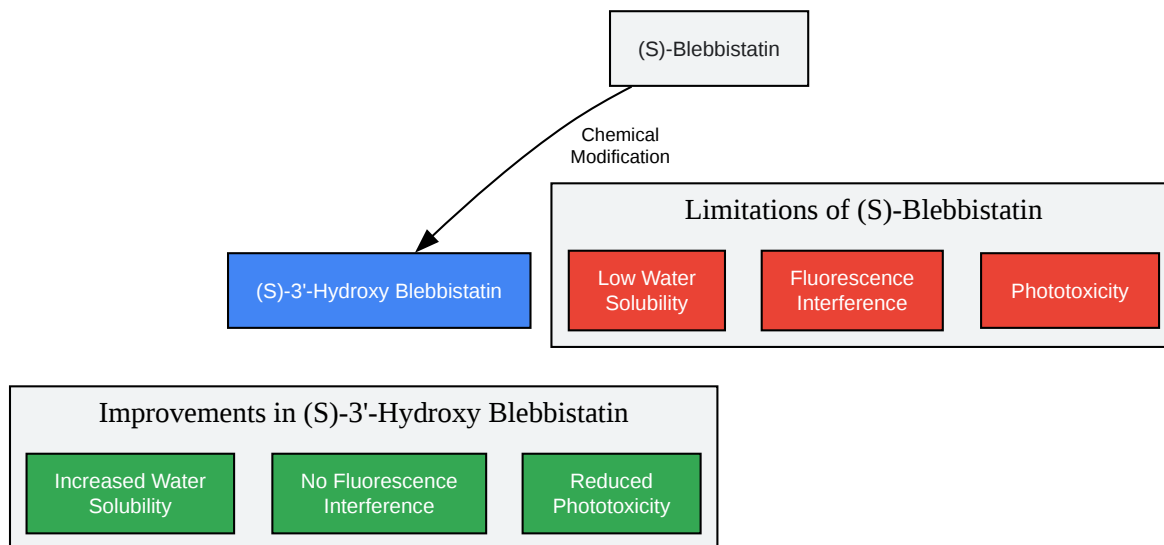 (S)-Blebbistatin
Chemical
Modification
Limitations of (S)-Blebbistatin
(S)-3'-Hydroxy Blebbistatin
Low Water
Solubility
Fluorescence
Interference
Phototoxicity
Improvements in (S)-3'-Hydroxy Blebbistatin
Increased Water
Solubility
No Fluorescence
Interference
Reduced
Phototoxicity